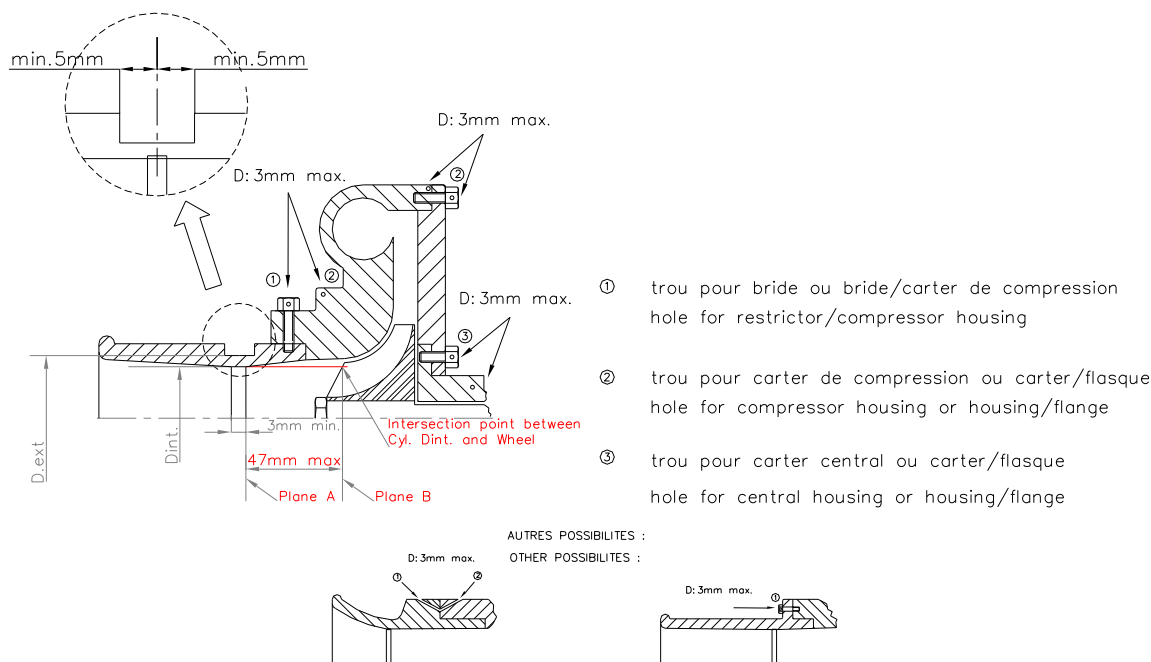 min.5mm
min.5mm
D: 3mm max.
②
D: 3mm max.
①
②
D: 3mm max.
③
① trou pour bride ou bride/carter de compression
hole for restrictor/compressor housing
② trou pour carter de compression ou carter/flasque
hole for compressor housing or housing/flange
③ trou pour carter central ou carter/flasque
hole for central housing or housing/flange
D.ext
Dint.
3mm min.
Intersection point between
Cyl. Dint. and Wheel
47mm max
Plane A
Plane B
AUTRES POSSIBILITES :
OTHER POSSIBILITES :
D: 3mm max.
①
②
D: 3mm max.
①